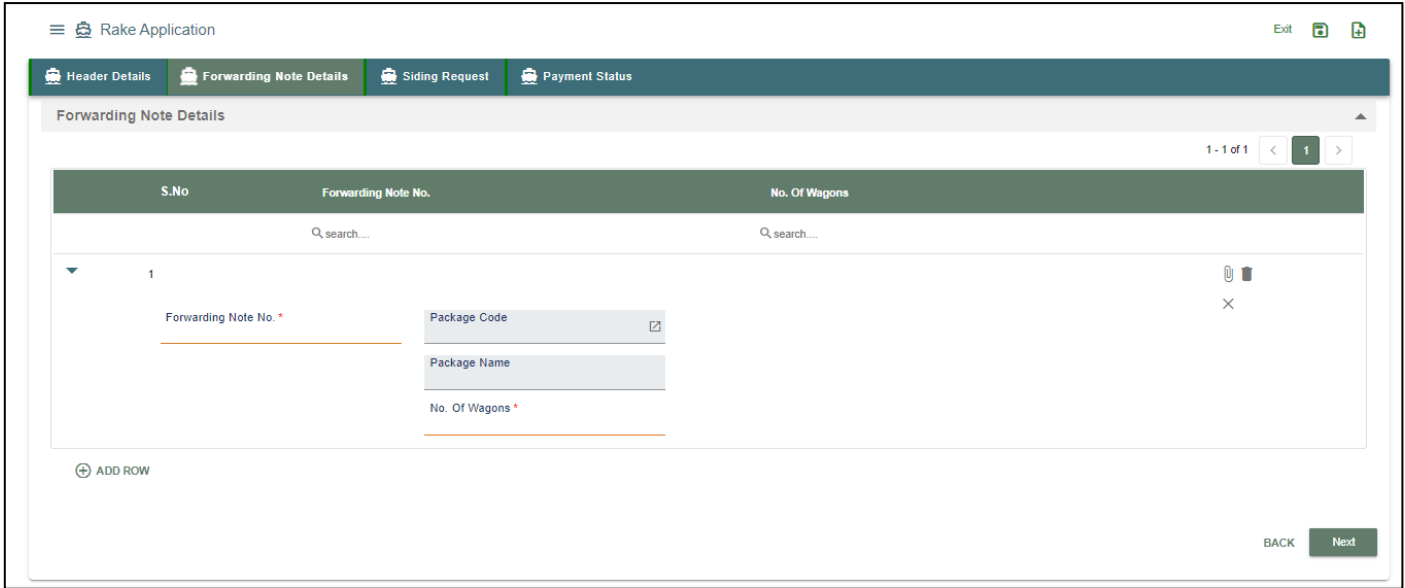 Rake Application
Exit
Header Details Forwarding Note Details Siding Request Payment Status
Forwarding Note Details
1 - 1 of 1 < 1 >
S.No Forwarding Note No. No. Of Wagons
search.... search....
1
Forwarding Note No. * Package Code
Package Name
No. Of Wagons *
ADD ROW
BACK Next